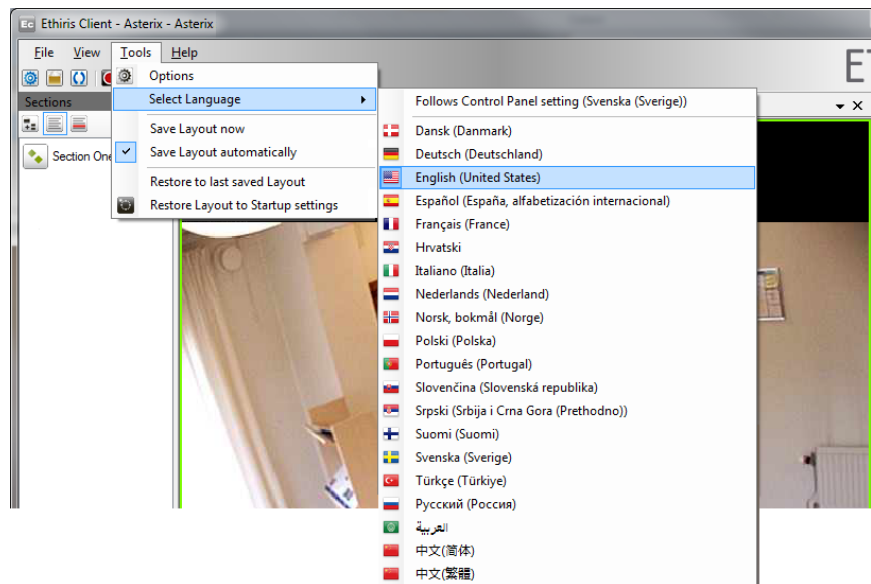 Ethiris Client - Asterix - Asterix
File View Tools Help
Sections
Section One
Options
Select Language
Save Layout now
Save Layout automatically
Restore to last saved Layout
Restore Layout to Startup settings
Follows Control Panel setting (Svenska (Sverige))
Dansk (Danmark)
Deutsch (Deutschland)
English (United States)
Español (España, alfabetización internacional)
Français (France)
Hrvatski
Italiano (Italia)
Nederlands (Nederland)
Norsk, bokmål (Norge)
Polski (Polska)
Português (Portugal)
Slovenčina (Slovenská republika)
Srpski (Srbija i Crna Gora (Prethodno))
Suomi (Suomi)
Svenska (Sverige)
Türkçe (Türkiye)
Русский (Россия)
العربية
中文(简体)
中文(繁體)